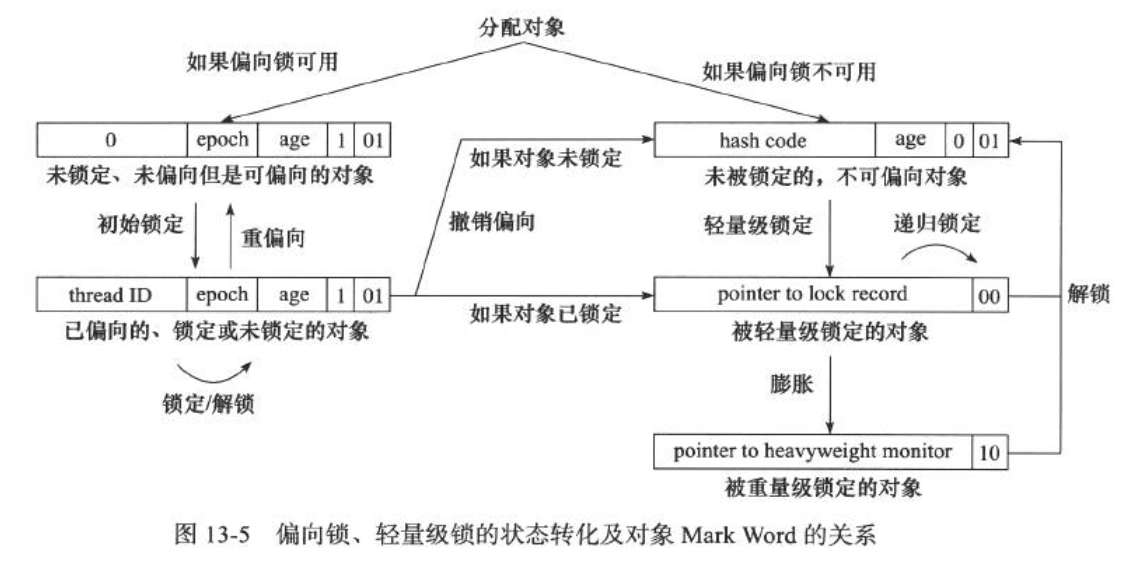 分配对象
如果偏向锁可用
如果偏向锁不可用
0 epoch age 1 01
hash code age 0 01
未锁定、未偏向但是可偏向的对象
如果对象未锁定
未被锁定的，不可偏向对象
初始锁定
重偏向
撤销偏向
轻量级锁定
递归锁定
thread ID epoch age 1 01
pointer to lock record 00
解锁
已偏向的、锁定或未锁定的对象
如果对象已锁定
被轻量级锁定的对象
锁定/解锁
膨胀
pointer to heavyweight monitor 10
被重量级锁定的对象
图 13-5 偏向锁、轻量级锁的状态转化及对象 Mark Word 的关系